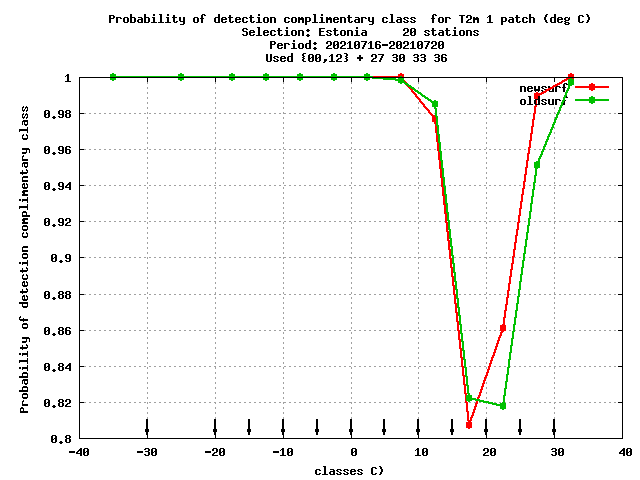 Probability of detection complimentary class  for T2m 1 patch (deg C)
Selection: Estonia     20 stations
Period: 20210716-20210720
Used {00,12} + 27 30 33 36
Probability of detection complimentary class
1
0.98
0.96
0.94
0.92
0.9
0.88
0.86
0.84
0.82
0.8
newsurf
oldsurf
-40 -30 -20 -10 0 10 20 30 40
classes C)